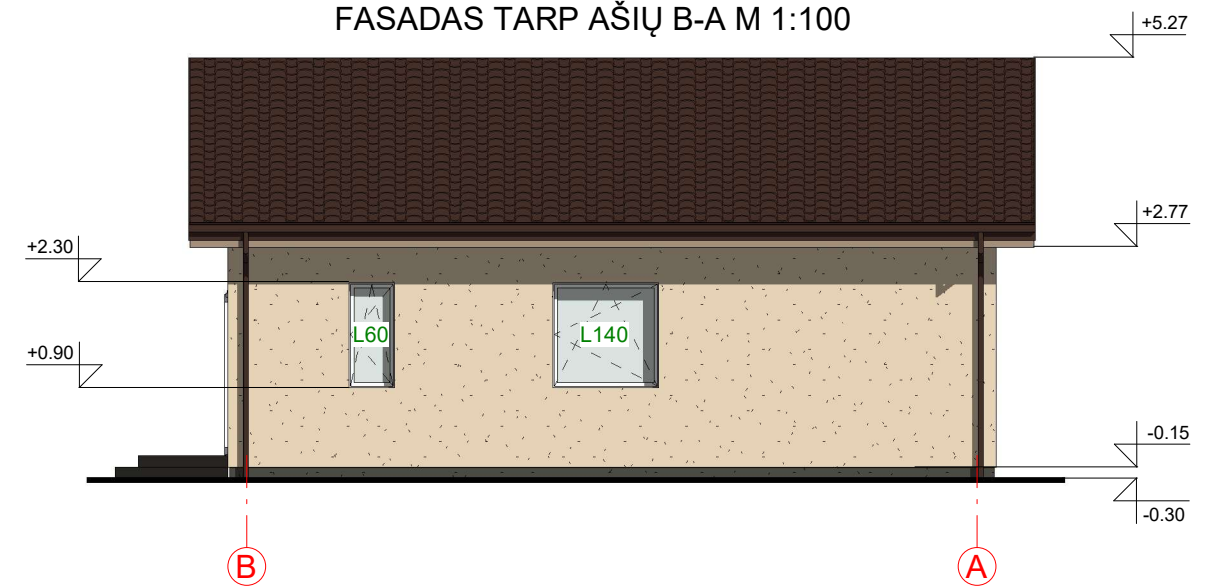 FASADAS TARP AŠIŲ B-A M 1:100
+5.27
+2.77
+2.30
L60
L140
+0.90
-0.15
-0.30
B
A